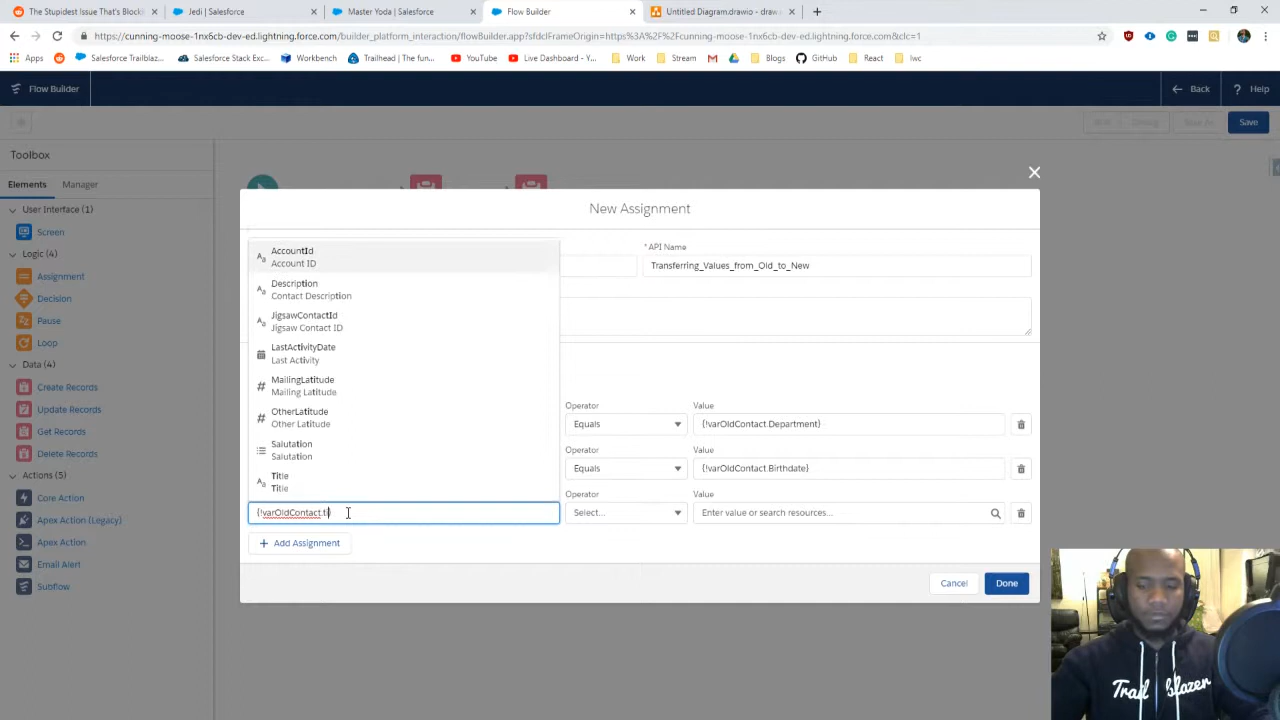 The Stupidest Issue That's Block
Jedi | Salesforce
Master Yoda | Salesforce
Flow Builder
Untitled Diagram.drawio - draw.
https://cunning-moose-1nx6cb-dev-ed.lightning.force.com/builder_platform_interaction/flowBuilder.app?sfdcIFrameOrigin=https%3A%2F%2Fcunning-moose-1nx6cb-dev-ed.lightning.force.com&clc=1
Apps
Salesforce Trailblaz...
Salesforce Stack Exc...
Workbench
Trailhead | The fun...
YouTube
Live Dashboard - Y...
Work
Stream
Blogs
GitHub
React
lwc
Flow Builder
Back
? Help
Save
Toolbox
Elements
Manager
User Interface (1)
Screen
Logic (4)
Assignment
Decision
Pause
Loop
Data (4)
Create Records
Update Records
Get Records
Delete Records
Actions (5)
Core Action
Apex Action (Legacy)
Apex Action
Email Alert
Subflow
New Assignment
* API Name
Transferring_Values_from_Old_to_New
AccountId
Account ID
Description
Contact Description
JigsawContactId
Jigsaw Contact ID
LastActivityDate
Last Activity
MailingLatitude
Mailing Latitude
OtherLatitude
Other Latitude
Salutation
Salutation
Title
Title
Operator
Value
Equals
{!varOldContact.Department}
Operator
Value
Equals
{!varOldContact.Birthdate}
Operator
Value
{!varOldContact.ti
Select...
Enter value or search resources...
+ Add Assignment
Cancel
Done
Trail blazer